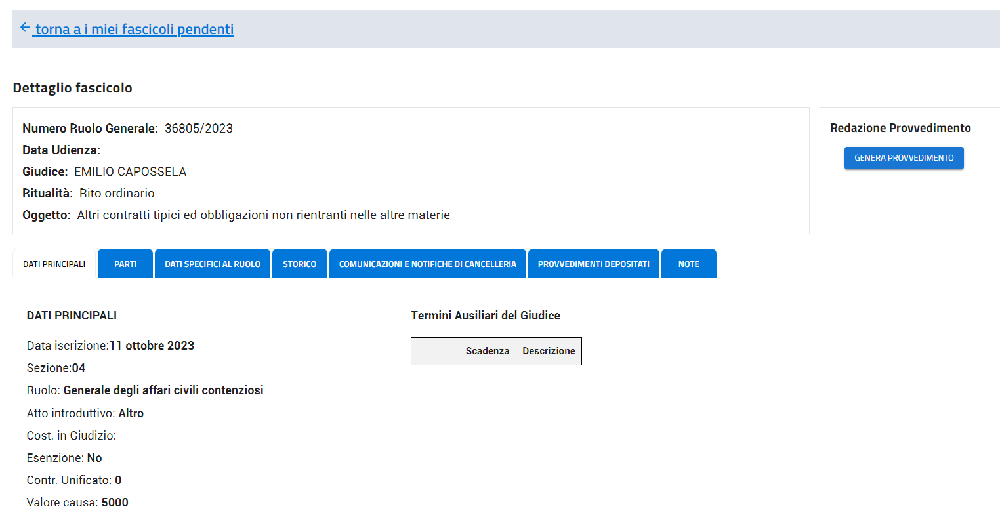 ← torna a i miei fascicoli pendenti
Dettaglio fascicolo
Numero Ruolo Generale: 36805/2023
Data Udienza:
Giudice: EMILIO CAPOSSELA
Ritualità: Rito ordinario
Oggetto: Altri contratti tipici ed obbligazioni non rientranti nelle altre materie
Redazione Provvedimento
GENERA PROVVEDIMENTO
DATI PRINCIPALI PARTI DATI SPECIFICI AL RUOLO STORICO COMUNICAZIONI E NOTIFICHE DI CANCELLERIA PROVVEDIMENTI DEPOSITATI NOTE
DATI PRINCIPALI
Data iscrizione:11 ottobre 2023
Sezione:04
Ruolo: Generale degli affari civili contenziosi
Atto introduttivo: Altro
Cost. in Giudizio:
Esenzione: No
Contr. Unificato: 0
Valore causa: 5000
Termini Ausiliari del Giudice
Scadenza Descrizione